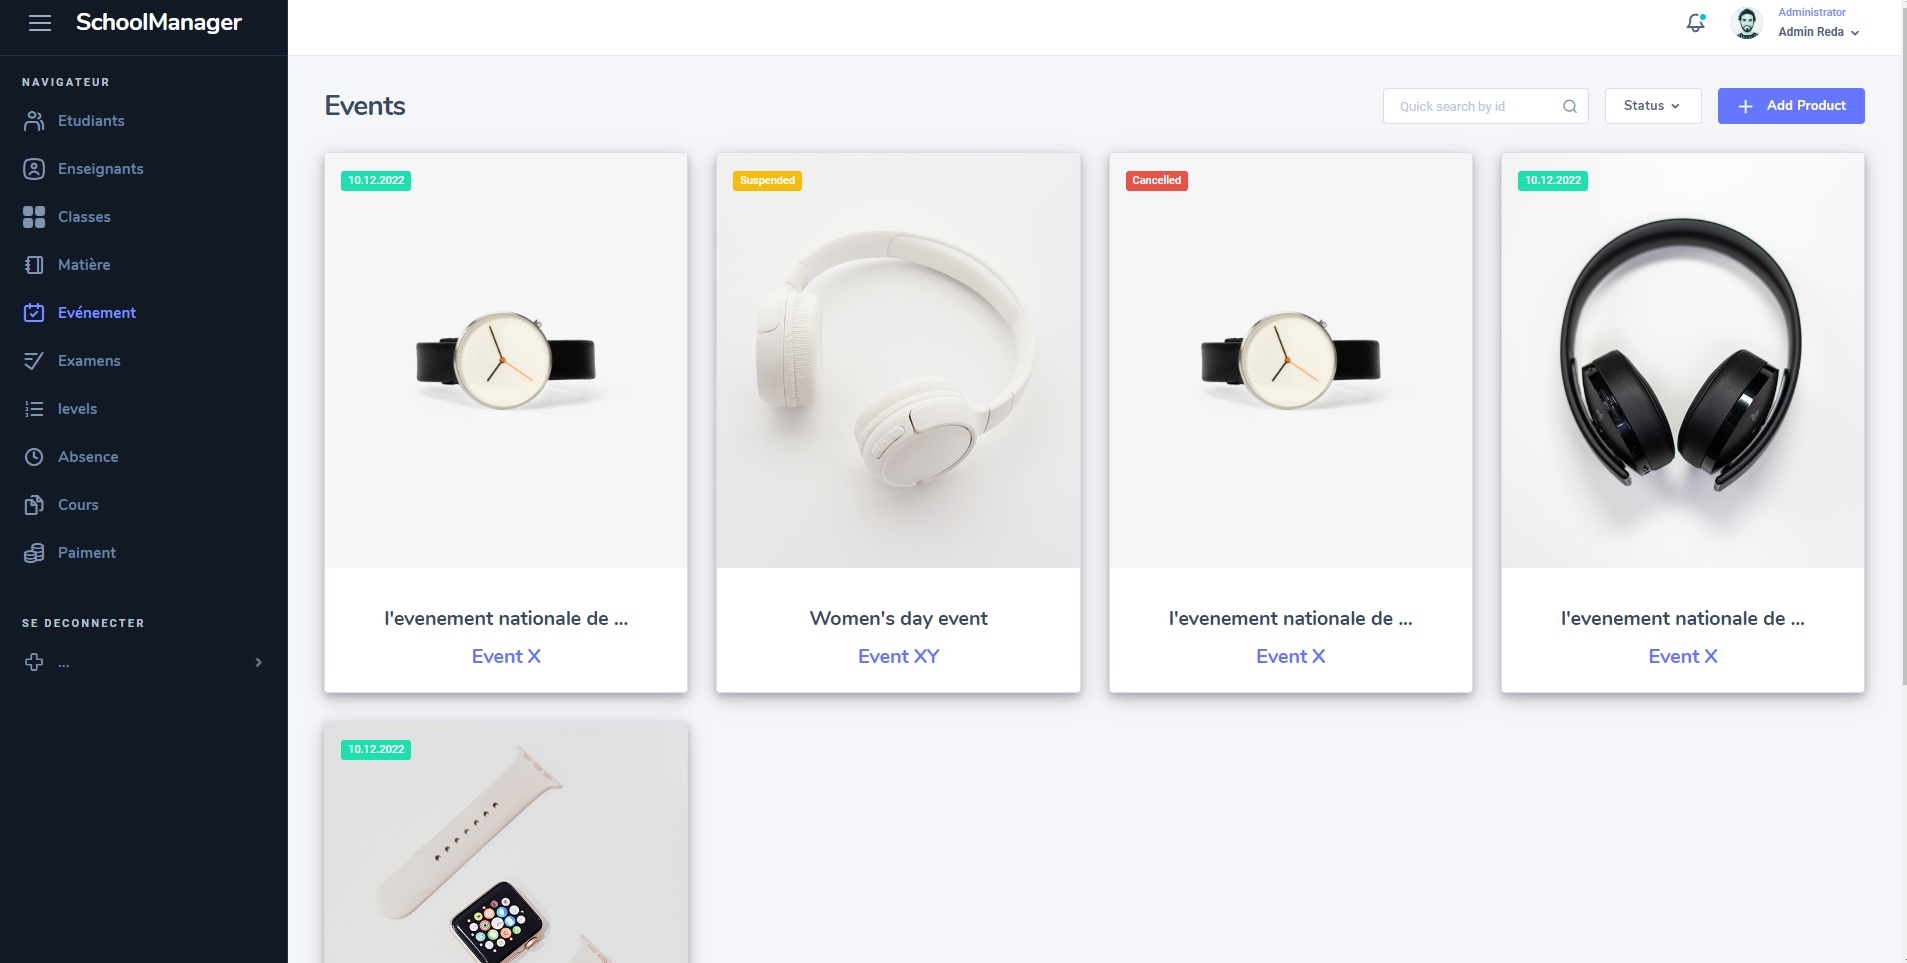 SchoolManager
Administrator
Admin Reda
NAVIGATEUR
Etudiants
Enseignants
Classes
Matière
Evénement
Examens
levels
Absence
Cours
Paiment
SE DECONNECTER
...
Events
Quick search by id
Status
Add Product
10.12.2022
Suspended
Cancelled
10.12.2022
l'evenement nationale de ...
Event X
Women's day event
Event XY
l'evenement nationale de ...
Event X
l'evenement nationale de ...
Event X
10.12.2022